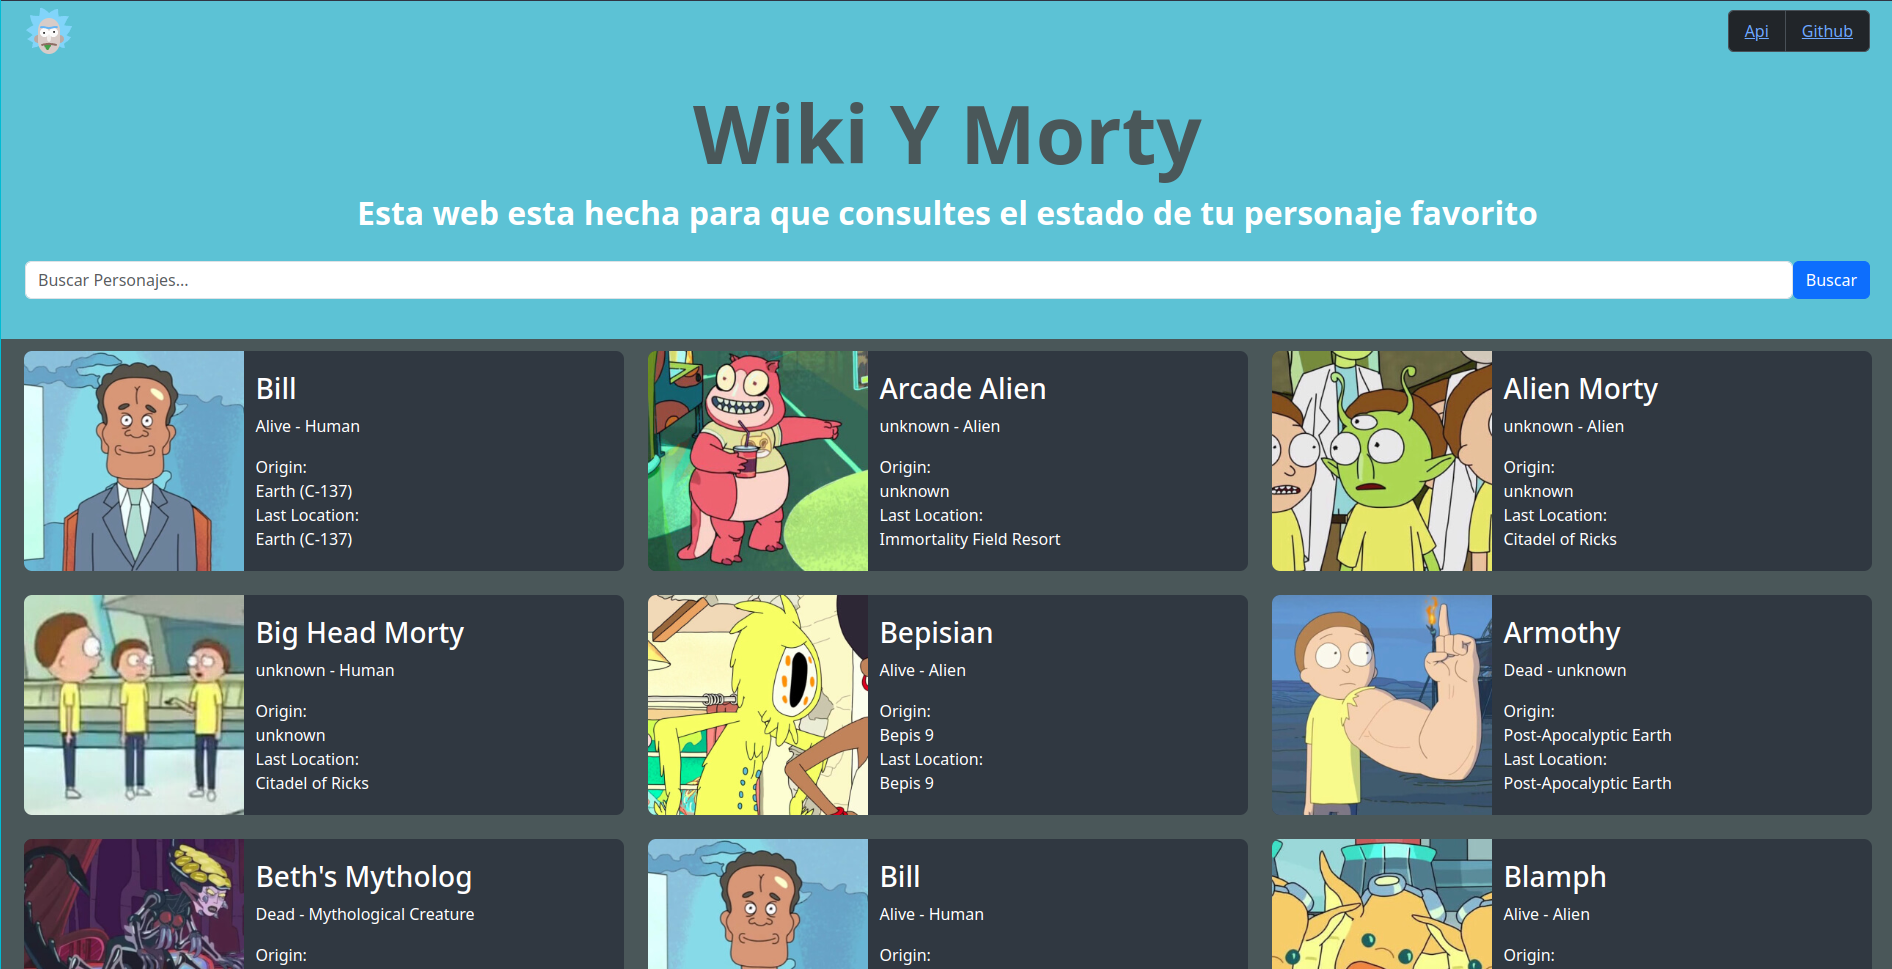 Api Github
Wiki Y Morty
Esta web esta hecha para que consultes el estado de tu personaje favorito
Buscar Personajes... Buscar
Bill
Alive - Human
Origin:
Earth (C-137)
Last Location:
Earth (C-137)
Arcade Alien
unknown - Alien
Origin:
unknown
Last Location:
Immortality Field Resort
Alien Morty
unknown - Alien
Origin:
unknown
Last Location:
Citadel of Ricks
Big Head Morty
unknown - Human
Origin:
unknown
Last Location:
Citadel of Ricks
Bepisian
Alive - Alien
Origin:
Bepis 9
Last Location:
Bepis 9
Armothy
Dead - unknown
Origin:
Post-Apocalyptic Earth
Last Location:
Post-Apocalyptic Earth
Beth's Mytholog
Dead - Mythological Creature
Origin:
Bill
Alive - Human
Origin:
Blamph
Alive - Alien
Origin: